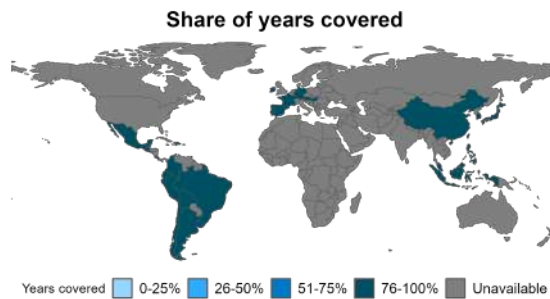 Share of years covered
Years covered 0-25% 26-50% 51-75% 76-100% Unavailable